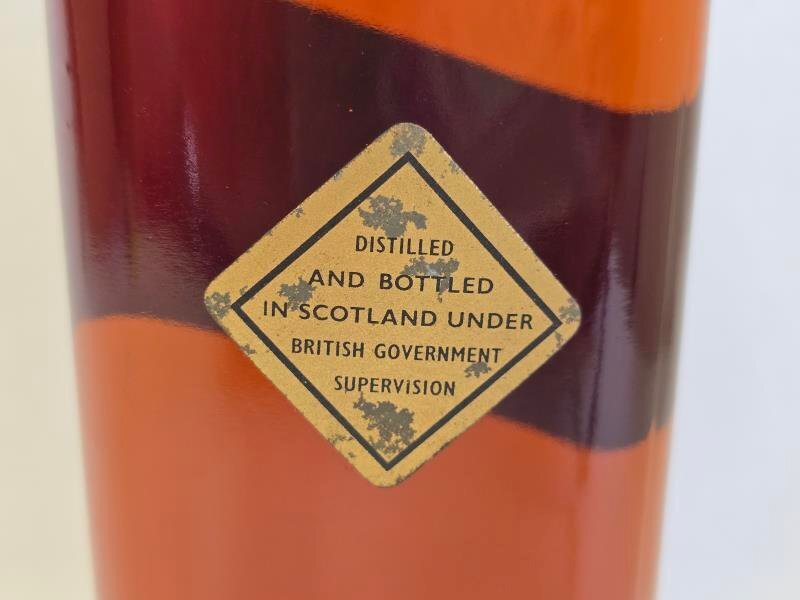 DISTILLED
AND BOTTLED
IN SCOTLAND UNDER
BRITISH GOVERNMENT
SUPERVISION